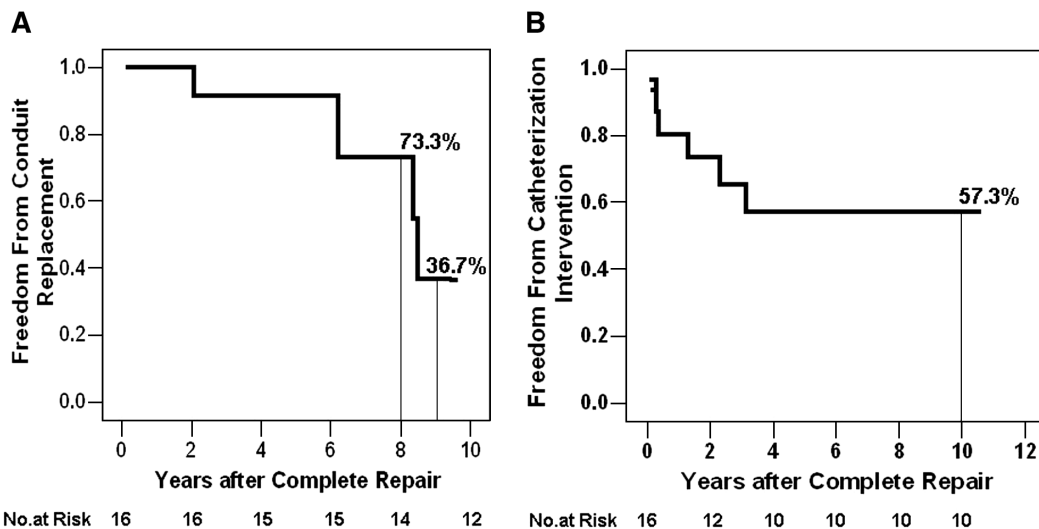 A
Freedom From Conduit
Replacement
1.0
0.8
0.6
0.4
0.2
0.0
73.3%
36.7%
0 2 4 6 8 10
Years after Complete Repair
No.at Risk 16 16 15 15 14 12
B
Freedom From Catheterization
Intervention
1.0
0.8
0.6
0.4
0.2
0.0
57.3%
0 2 4 6 8 10 12
Years after Complete Repair
No.at Risk 16 12 10 10 10 10